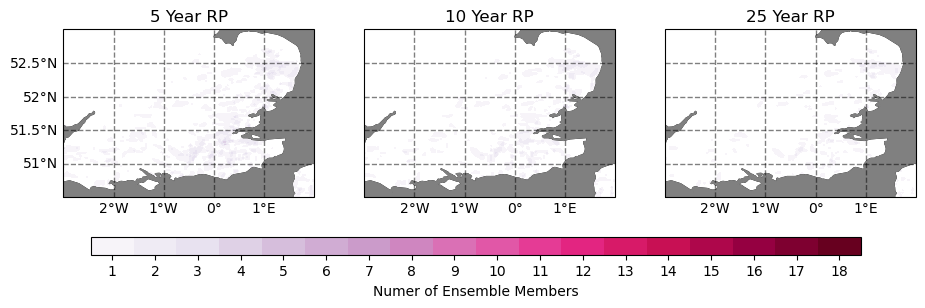 5 Year RP 10 Year RP 25 Year RP
52.5°N
52°N
51.5°N
51°N
2°W 1°W 0° 1°E 2°W 1°W 0° 1°E 2°W 1°W 0° 1°E
1 2 3 4 5 6 7 8 9 10 11 12 13 14 15 16 17 18
Numer of Ensemble Members